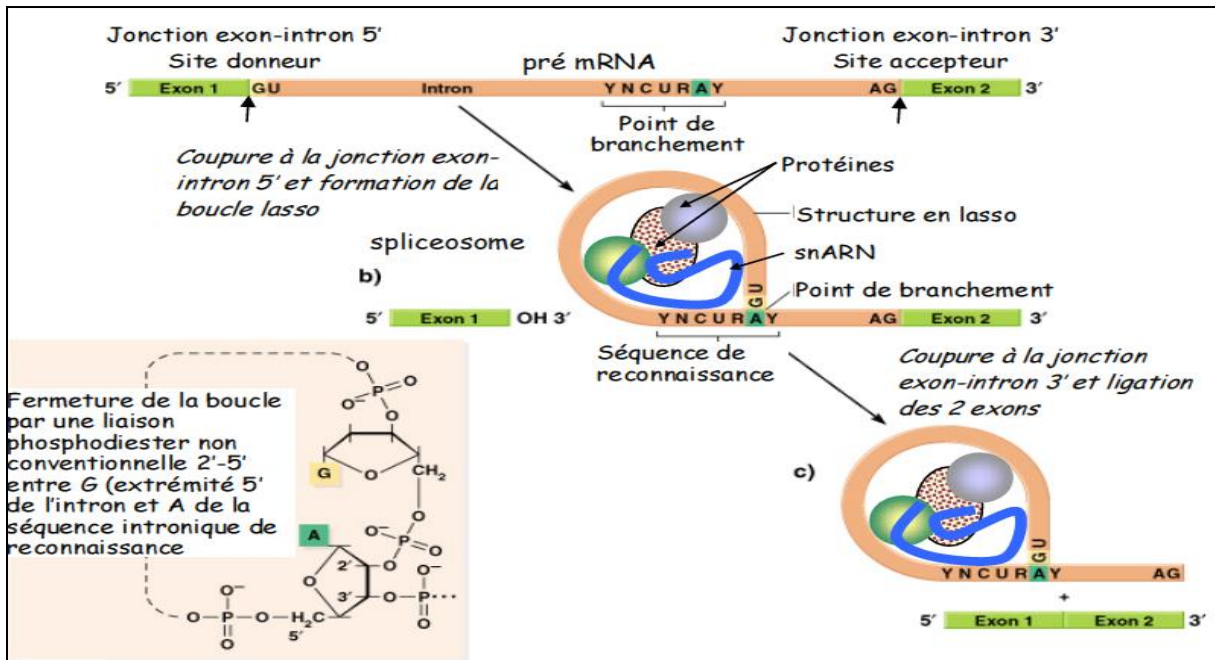 Jonction exon-intron 5'
Site donneur
pré mRNA
Jonction exon-intron 3'
Site accepteur
5' Exon 1 GU Intron Y N C U R A Y AG Exon 2 3'
Point de
branchement
Coupure à la jonction exon-
intron 5' et formation de la
boucle lasso
Protéines
Structure en lasso
spliceosome
snARN
b)
GU
Point de branchement
5' Exon 1 OH 3' Y N C U R A Y AG Exon 2 3'
Séquence de
reconnaissance
Coupure à la jonction
exon-intron 3' et ligation
des 2 exons
Fermeture de la boucle
par une liaison
phosphodiester non
conventionnelle 2'-5'
entre G (extrémité 5'
de l'intron et A de la
séquence intronique de
reconnaissance
O
O⁻ P O
O
G O CH₂
O
A O⁻ P O
O 2' O
3' O P ···
O⁻ O⁻ O
O P O H₂C
O 5'
c)
GU
Y N C U R A Y AG
+
5' Exon 1 Exon 2 3'